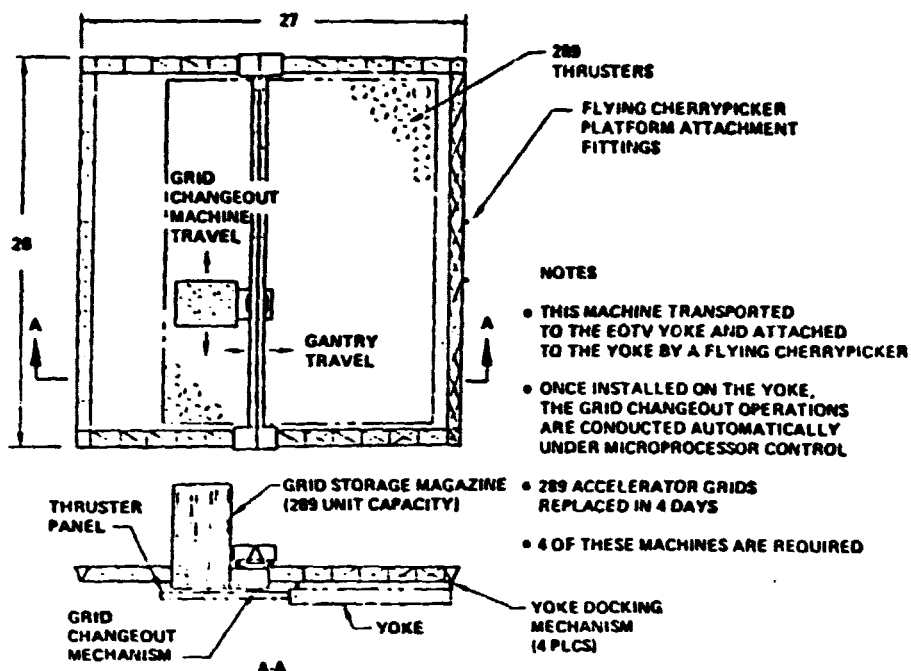 27
289
THRUSTERS
FLYING CHERRYPICKER
PLATFORM ATTACHMENT
FITTINGS
GRID
CHANGEOUT
MACHINE
TRAVEL
28
NOTES
A
A
GANTRY
TRAVEL
• THIS MACHINE TRANSPORTED
TO THE EOTV YOKE AND ATTACHED
TO THE YOKE BY A FLYING CHERRYPICKER
• ONCE INSTALLED ON THE YOKE,
THE GRID CHANGEOUT OPERATIONS
ARE CONDUCTED AUTOMATICALLY
UNDER MICROPROCESSOR CONTROL
• 289 ACCELERATOR GRIDS
REPLACED IN 4 DAYS
• 4 OF THESE MACHINES ARE REQUIRED
GRID STORAGE MAGAZINE
(289 UNIT CAPACITY)
THRUSTER
PANEL
GRID
CHANGEOUT
MECHANISM
YOKE
YOKE DOCKING
MECHANISM
(4 PLCS)
A-A